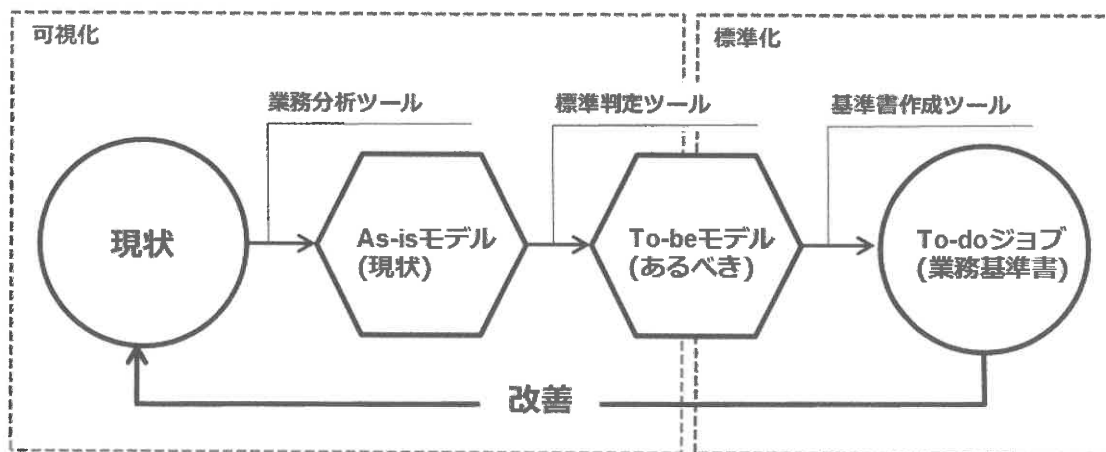 可視化
標準化
業務分析ツール
標準判定ツール
基準書作成ツール
現状
As-isモデル
(現状)
To-beモデル
(あるべき)
To-doジョブ
(業務基準書)
改善